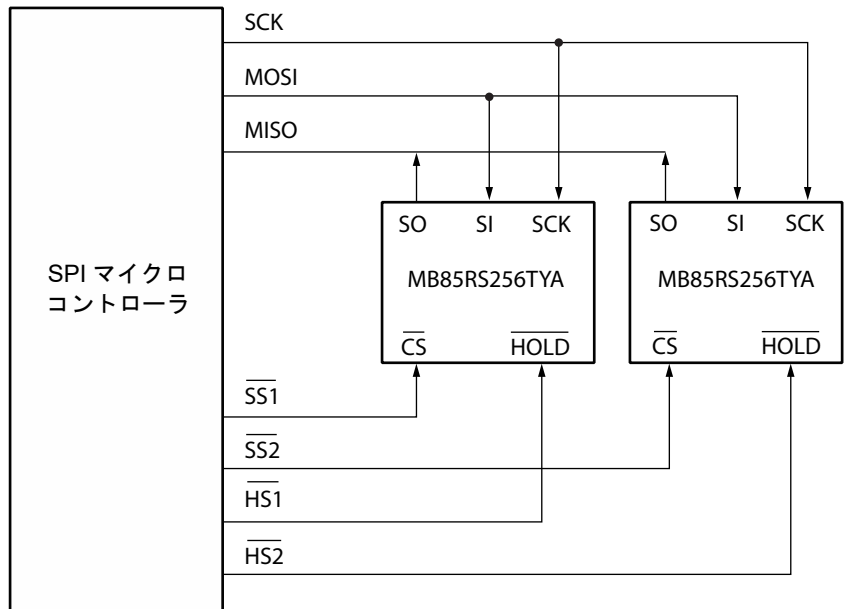 SCK
MOSI
MISO
SO SI SCK
MB85RS256TYA
CS HOLD
SO SI SCK
MB85RS256TYA
CS HOLD
SPI マイクロ
コントローラ
SS1
SS2
HS1
HS2